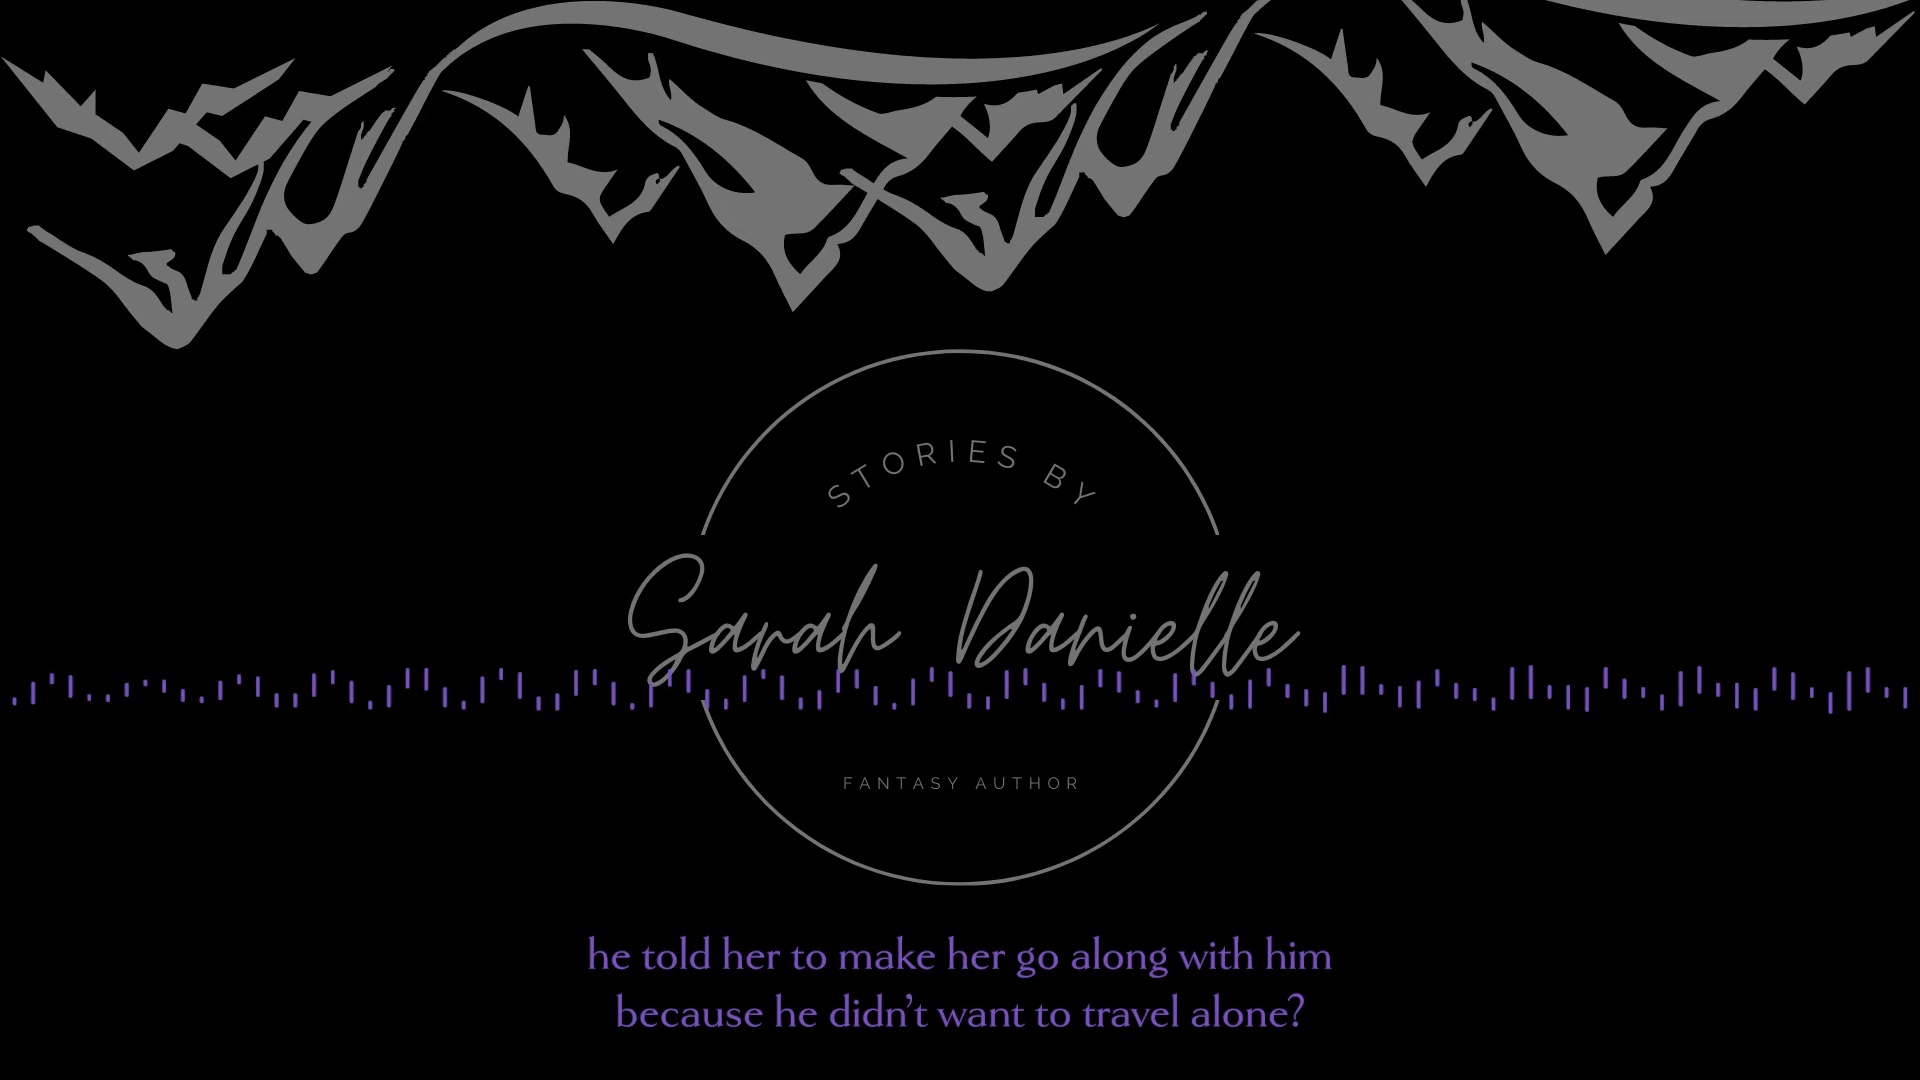 STORIES BY
Sarah Danielle
FANTASY AUTHOR
he told her to make her go along with him
because he didn't want to travel alone?